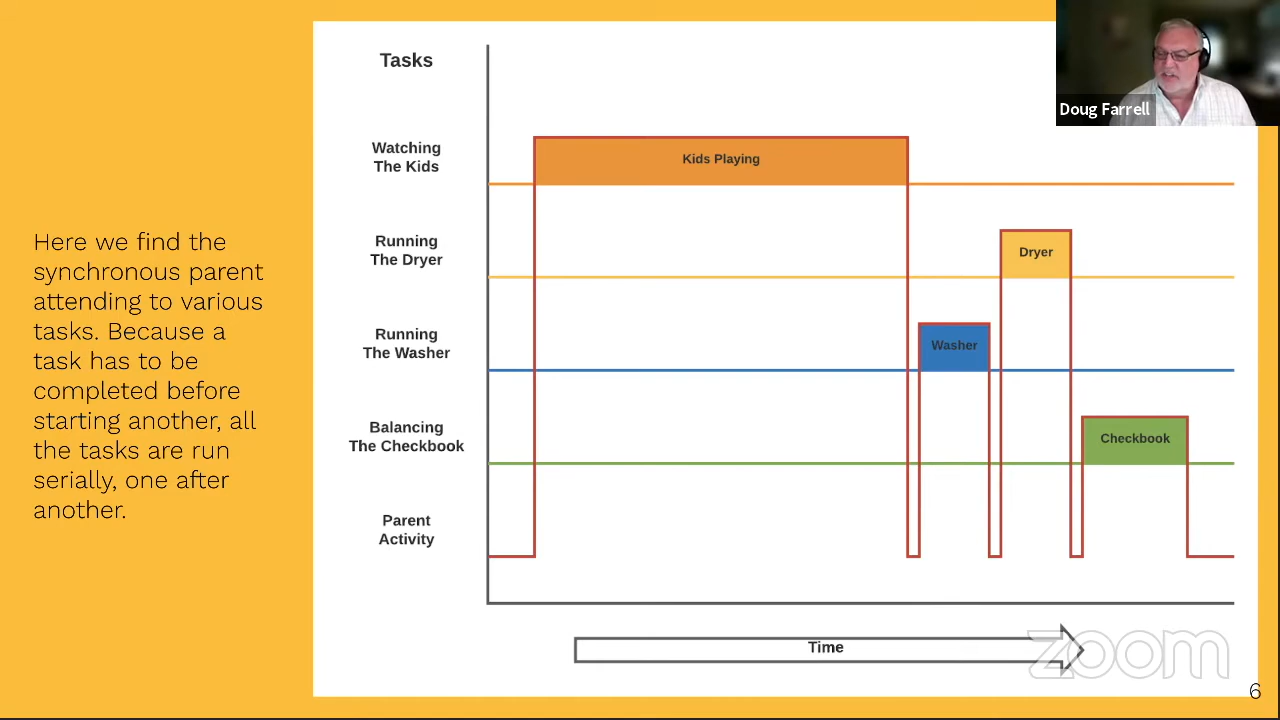 Here we find the
synchronous parent
attending to various
tasks. Because a
task has to be
completed before
starting another, all
the tasks are run
serially, one after
another.
Tasks
Watching
The Kids
Kids Playing
Running
The Dryer
Dryer
Running
The Washer
Washer
Balancing
The Checkbook
Checkbook
Parent
Activity
Time
Doug Farrell
zoom
6